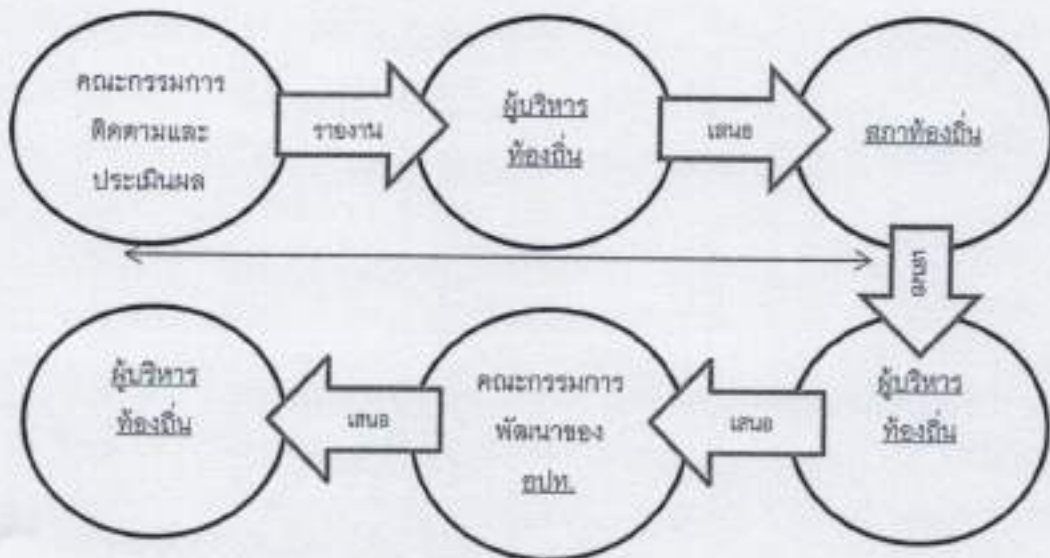 คณะกรรมการ
ติดตามและ
ประเมินผล
รายงาน
ผู้บริหาร
ท้องถิ่น
เสนอ
สภาท้องถิ่น
เสนอ
ผู้บริหาร
ท้องถิ่น
เสนอ
คณะกรรมการ
พัฒนาของ
อปท.
เสนอ
ผู้บริหาร
ท้องถิ่น